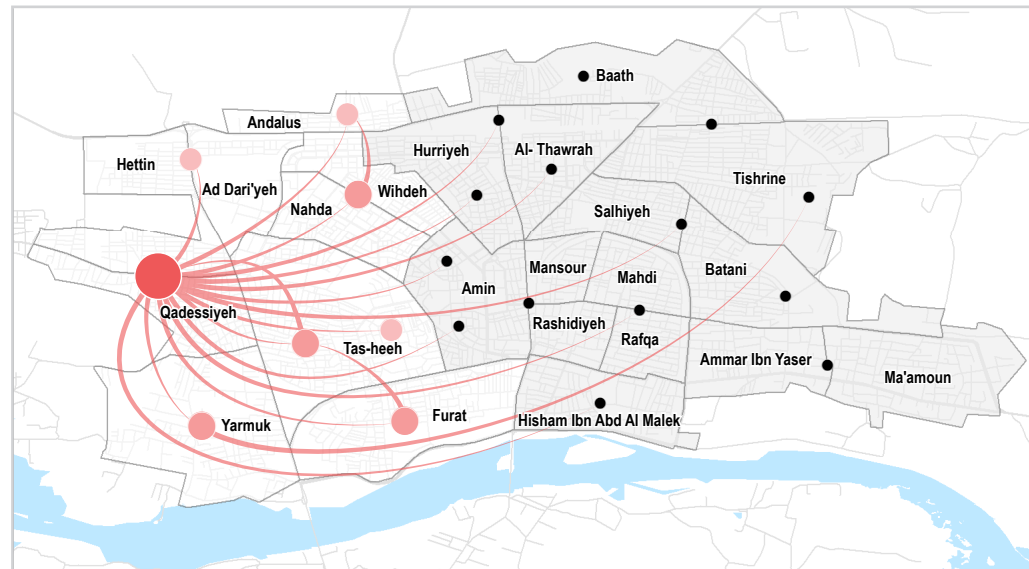 Baath
Andalus
Hurriyeh
Al- Thawrah
Hettin
Ad Dari'yeh
Wihdeh
Nahda
Tishrine
Salhiyeh
Mansour
Mahdi
Batani
Amin
Qadessiyeh
Rashidiyeh
Rafqa
Tas-heeh
Ammar Ibn Yaser
Ma'amoun
Furat
Hisham Ibn Abd Al Malek
Yarmuk